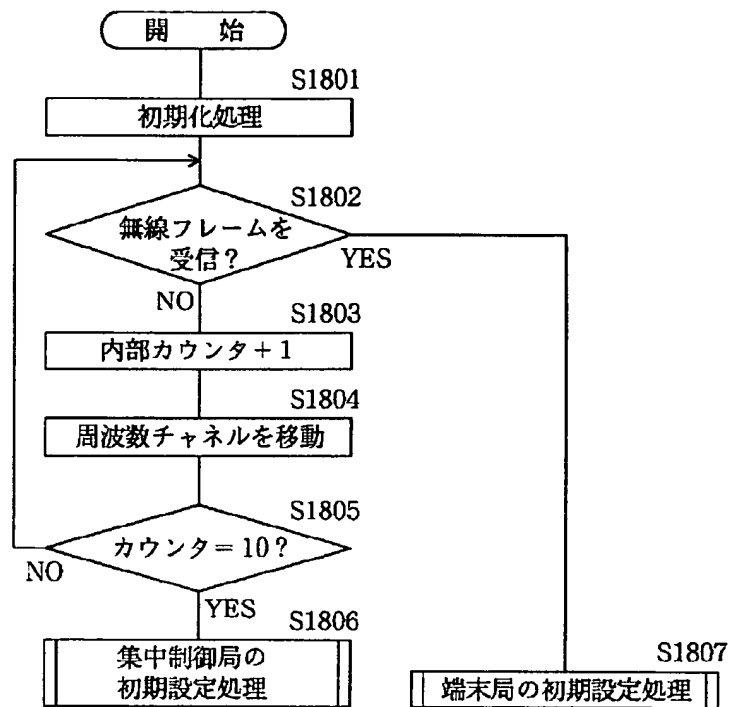 開 始
S1801
初期化処理
S1802
無線フレームを
受信?
YES
NO
S1803
内部カウンタ+1
S1804
周波数チャネルを移動
S1805
カウンタ=10?
NO
YES
S1806
集中制御局の
初期設定処理
S1807
端末局の初期設定処理